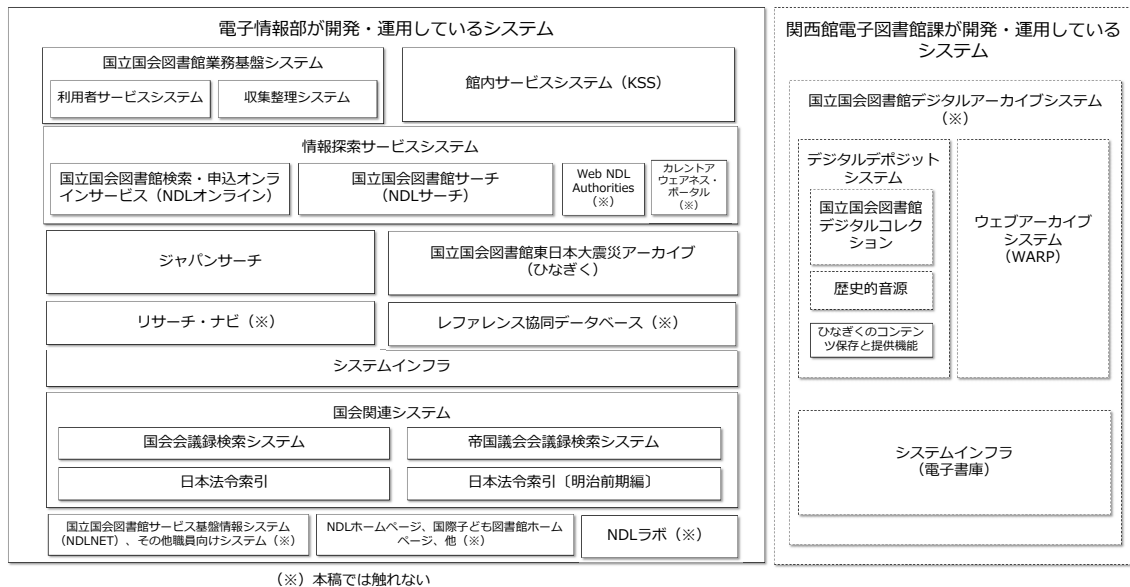 電子情報部が開発・運用しているシステム
国立国会図書館業務基盤システム
利用者サービスシステム
収集整理システム
館内サービスシステム（KSS）
情報探索サービスシステム
国立国会図書館検索・申込オンラ
インサービス（NDLオンライン）
国立国会図書館サーチ
（NDLサーチ）
Web NDL
Authorities
（※）
カレントア
ウェアネス・
ポータル
（※）
ジャパンサーチ
国立国会図書館東日本大震災アーカイブ
（ひなぎく）
リサーチ・ナビ（※）
レファレンス協同データベース（※）
システムインフラ
国会関連システム
国会会議録検索システム
帝国議会会議録検索システム
日本法令索引
日本法令索引〔明治前期編〕
国立国会図書館サービス基盤情報システム
（NDLNET）、その他職員向けシステム（※）
NDLホームページ、国際子ども図書館ホーム
ページ、他（※）
NDLラボ（※）
関西館電子図書館課が開発・運用している
システム
国立国会図書館デジタルアーカイブシステム
（※）
デジタルデポジット
システム
国立国会図書館
デジタルコレク
ション
歴史的音源
ひなぎくのコンテン
ツ保存と提供機能
ウェブアーカイブ
システム
（WARP）
システムインフラ
（電子書庫）
（※）本稿では触れない